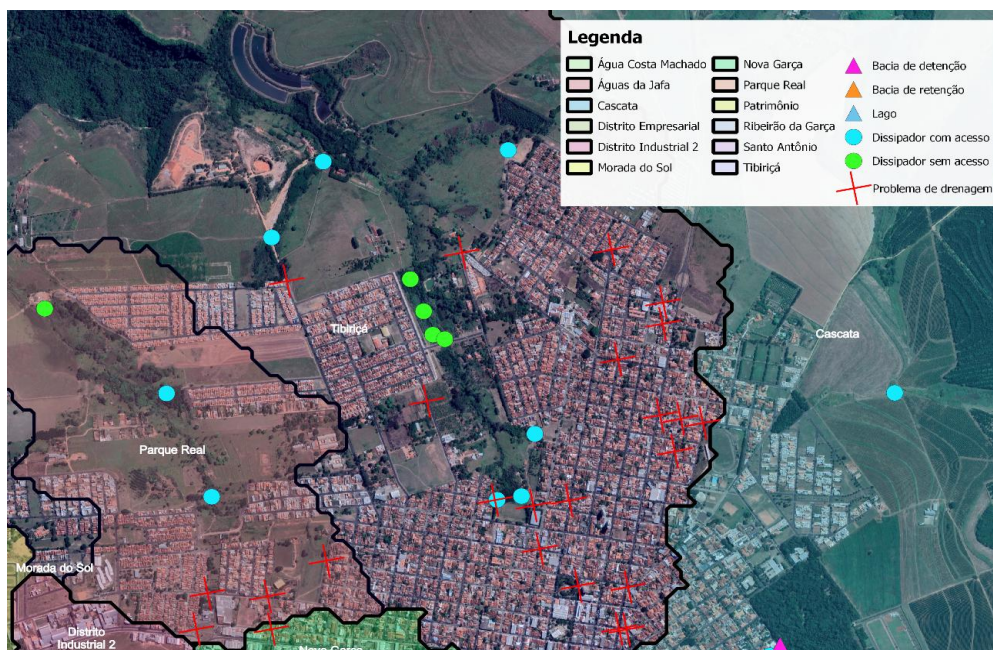 Legenda
Água Costa Machado
Águas da Jafa
Cascata
Distrito Empresarial
Distrito Industrial 2
Morada do Sol
Nova Garça
Parque Real
Patrimônio
Ribeirão da Garça
Santo Antônio
Tibiriçá
Bacia de detenção
Bacia de retenção
Lago
Dissipador com acesso
Dissipador sem acesso
Problema de drenagem
Tibiriçá
Cascata
Parque Real
Morada do Sol
Distrito
Industrial 2
Nova Garça